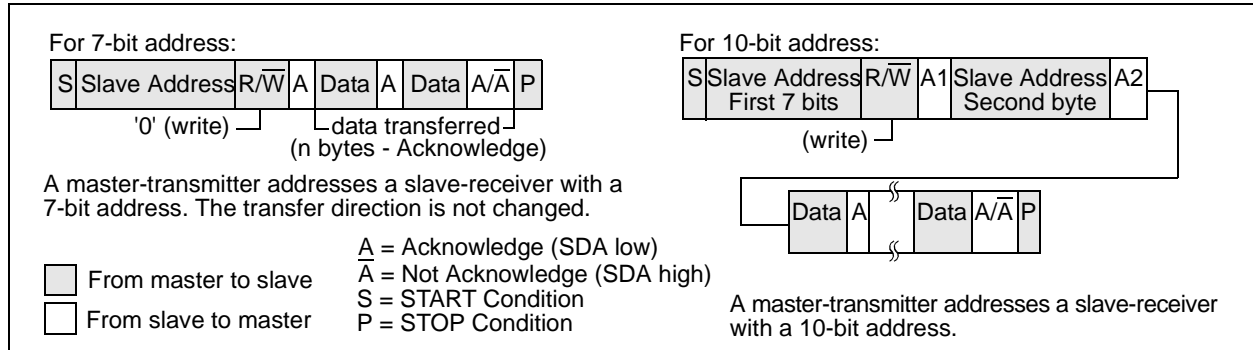 For 7-bit address:
S Slave Address R/W̅ A Data A Data A/A̅ P
'0' (write)
data transferred
(n bytes - Acknowledge)
A master-transmitter addresses a slave-receiver with a
7-bit address. The transfer direction is not changed.
From master to slave
From slave to master
A = Acknowledge (SDA low)
A̅ = Not Acknowledge (SDA high)
S = START Condition
P = STOP Condition
For 10-bit address:
S Slave Address First 7 bits R/W̅ A1 Slave Address Second byte A2
(write)
Data A Data A/A̅ P
A master-transmitter addresses a slave-receiver
with a 10-bit address.